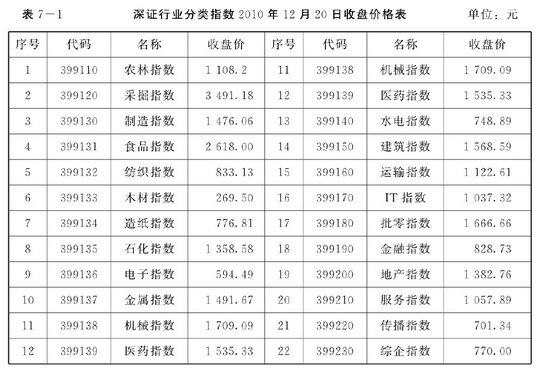 表 7—1 深证行业分类指数 2010 年 12 月 20 日收盘价格表 单位：元
序号 代码 名称 收盘价 序号 代码 名称 收盘价
1 399110 农林指数 1 108.2 11 399138 机械指数 1 709.09
2 399120 采掘指数 3 491.18 12 399139 医药指数 1 535.33
3 399130 制造指数 1 476.06 13 399140 水电指数 748.89
4 399131 食品指数 2 618.00 14 399150 建筑指数 1 568.59
5 399132 纺织指数 833.13 15 399160 运输指数 1 122.61
6 399133 木材指数 269.50 16 399170 IT 指数 1 037.32
7 399134 造纸指数 776.81 17 399180 批零指数 1 666.66
8 399135 石化指数 1 358.58 18 399190 金融指数 828.73
9 399136 电子指数 594.49 19 399200 地产指数 1 382.76
10 399137 金属指数 1 491.67 20 399210 服务指数 1 057.89
11 399138 机械指数 1 709.09 21 399220 传播指数 701.34
12 399139 医药指数 1 535.33 22 399230 综企指数 770.00